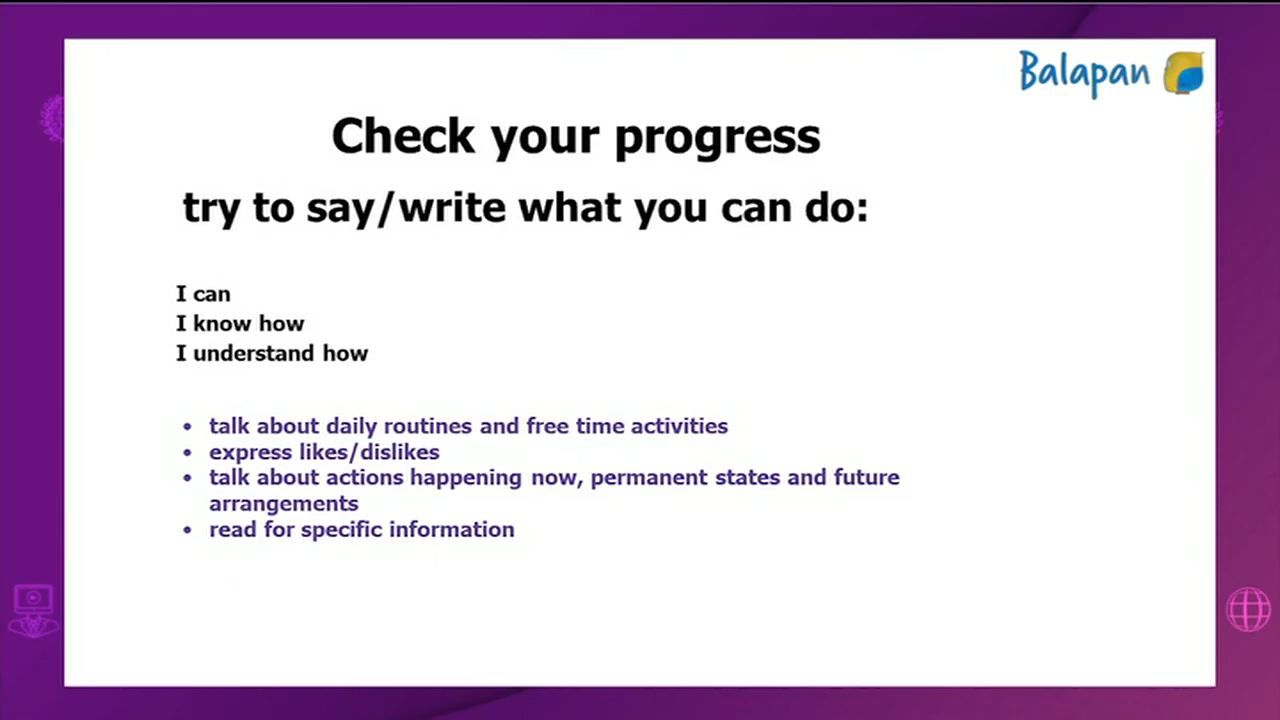 Balapan
Check your progress
try to say/write what you can do:
I can
I know how
I understand how
• talk about daily routines and free time activities
• express likes/dislikes
• talk about actions happening now, permanent states and future
arrangements
• read for specific information